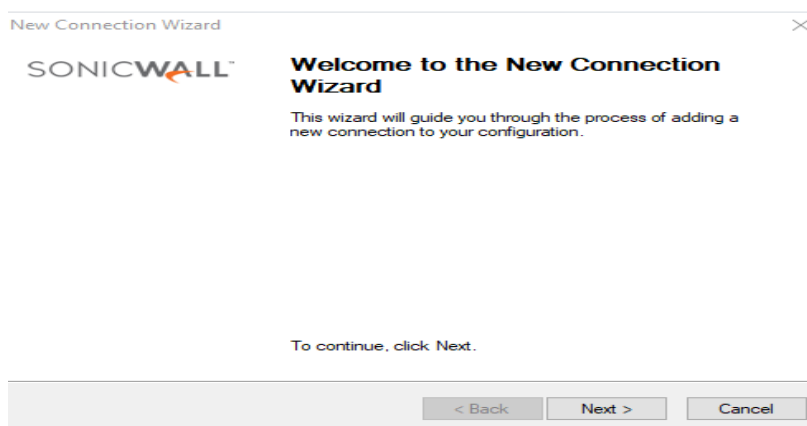 New Connection Wizard
SONICWALL™
Welcome to the New Connection
Wizard
This wizard will guide you through the process of adding a
new connection to your configuration.
To continue, click Next.
< Back
Next >
Cancel